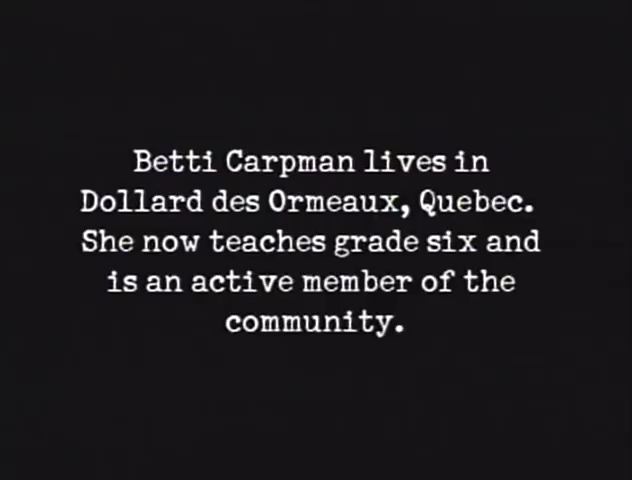 Betti Carpman lives in
Dollard des Ormeaux, Quebec.
She now teaches grade six and
is an active member of the
community.